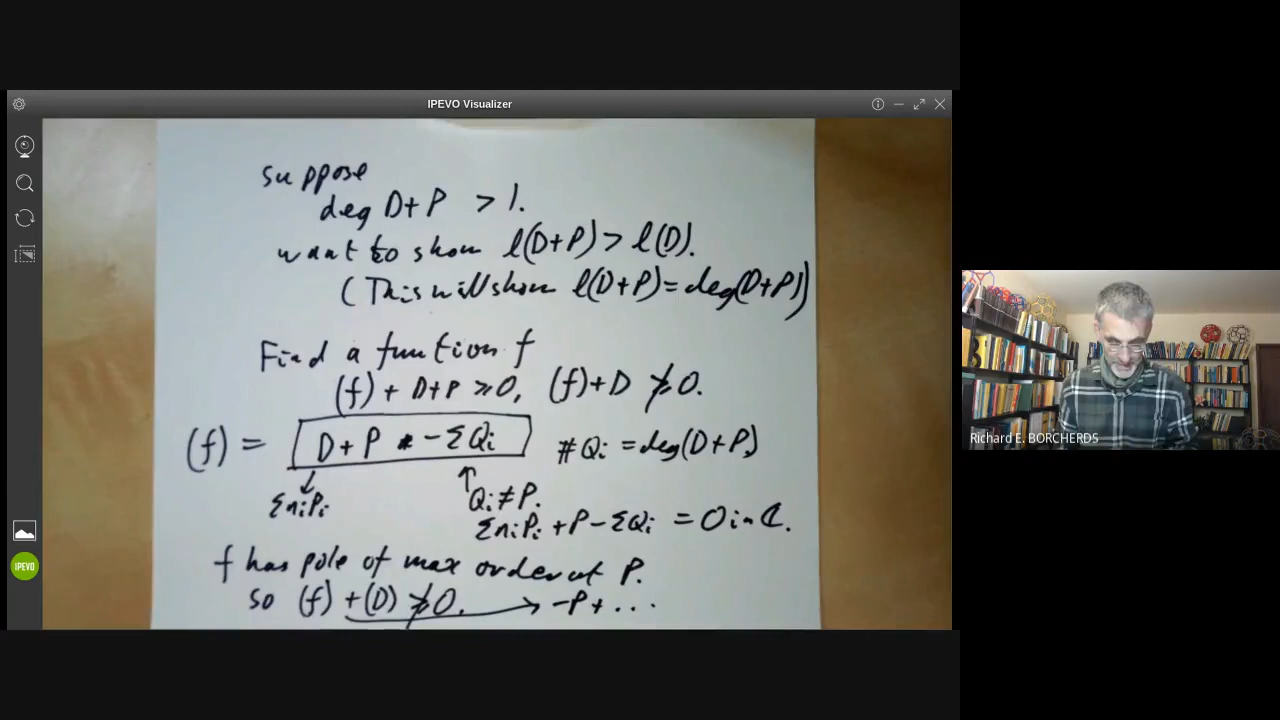 IPEVO Visualizer
suppose
deg D+P > 1.
want to show l(D+P) > l(D).
(This will show l(D+P) = deg(D+P))
Find a function f
(f) + D+P ≥ 0, (f)+D ≱ 0.
(f) = D+P - ΣQi #Qi = deg(D+P)
↓ ↑
ΣniPi Qi ≠ P.
ΣniPi + P - ΣQi = 0 in ℂ.
f has pole of max order at P.
so (f) + (D) ≱ 0. → -P + ...
IPEVO
Richard E. BORCHERDS